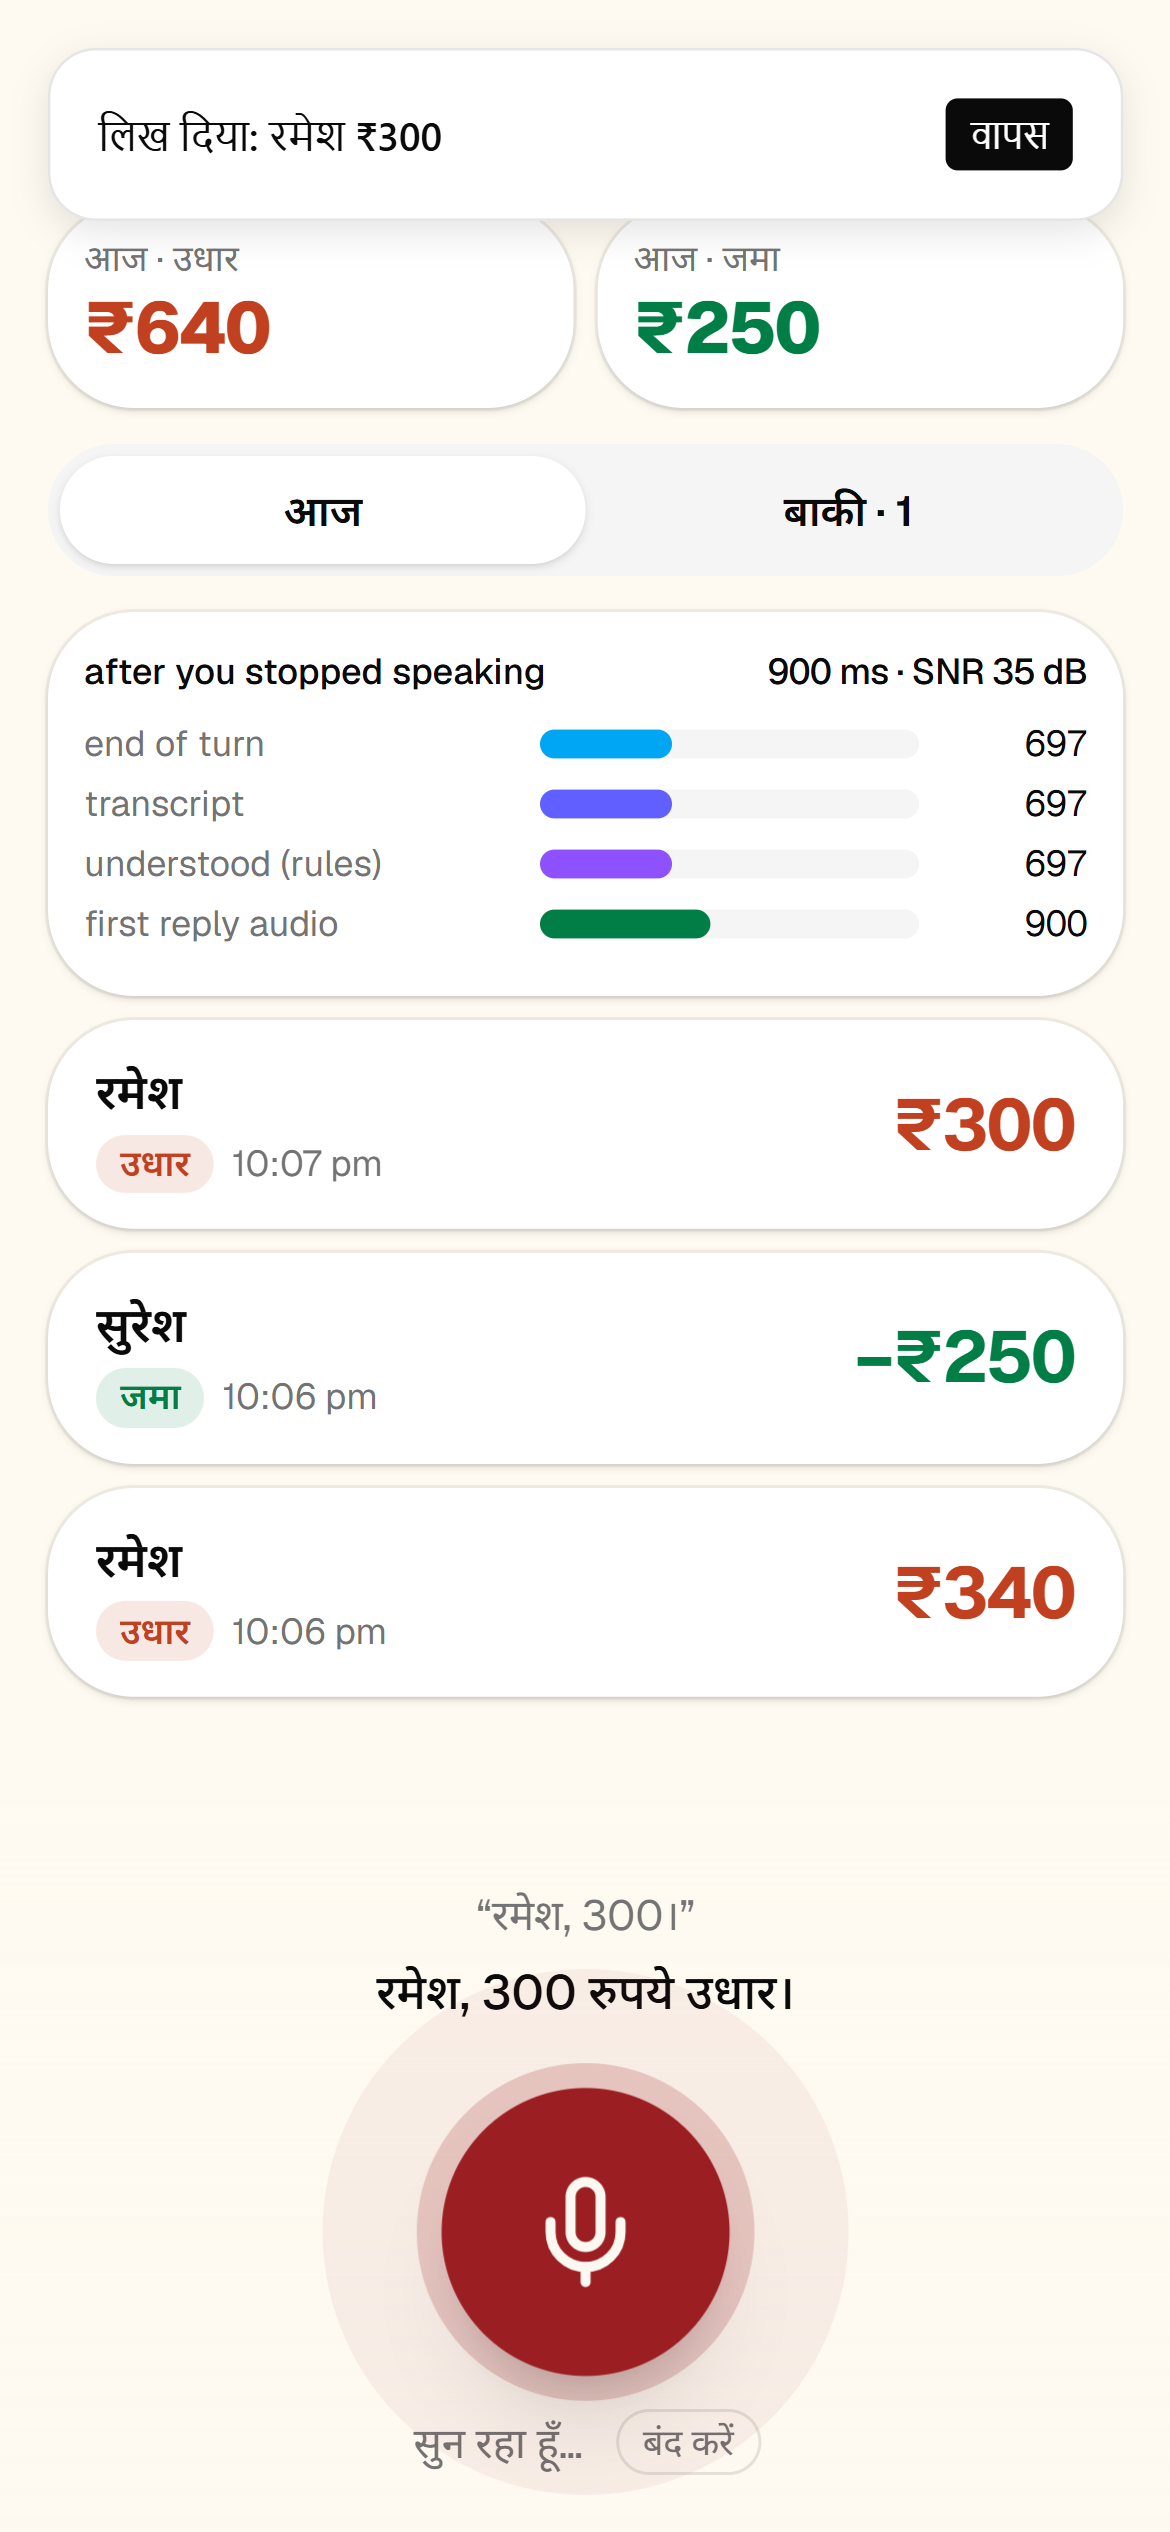 लिख दिया: रमेश ₹300
वापस
आज · उधार
₹640
आज · जमा
₹250
आज
बाकी · 1
after you stopped speaking
900 ms · SNR 35 dB
end of turn 697
transcript 697
understood (rules) 697
first reply audio 900
रमेश
उधार 10:07 pm
₹300
सुरेश
जमा 10:06 pm
−₹250
रमेश
उधार 10:06 pm
₹340
“रमेश, 300।”
रमेश, 300 रुपये उधार।
सुन रहा हूँ…
बंद करें